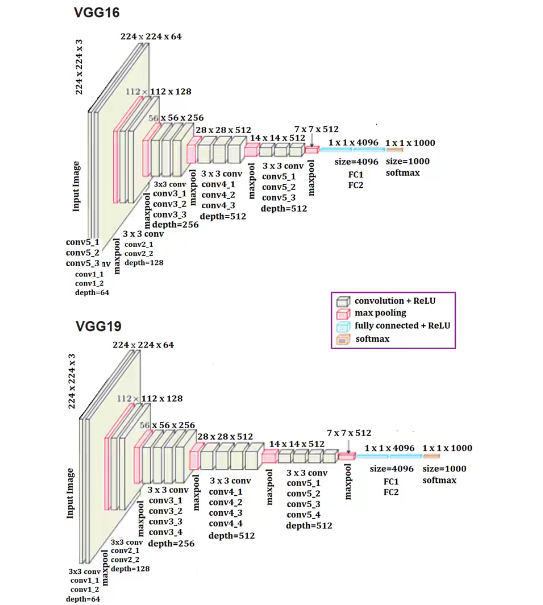 VGG16
224 x 224 x 64
224 x 224 x 3
112 × 112 x 128
56 x 56 x 256
28 x 28 x 512
14 x 14 x 512
7 x 7 x 512
1 x 1 x 4096
1 x 1 x 1000
Input Image
conv5_1
conv5_2
conv5_3
conv1_1
conv1_2
depth=64
maxpool
3 x 3 conv
conv2_1
conv2_2
depth=128
maxpool
3x3 conv
conv3_1
conv3_2
conv3_3
depth=256
maxpool
3 x 3 conv
conv4_1
conv4_2
conv4_3
depth=512
maxpool
3 x 3 conv
conv5_1
conv5_2
conv5_3
depth=512
maxpool
size=4096
FC1
FC2
size=1000
softmax
convolution + ReLU
max pooling
fully connected + ReLU
softmax
VGG19
224 x 224 x 64
224 x 224 x 3
112 × 112 x 128
56 x 56 x 256
28 x 28 x 512
14 x 14 x 512
7 x 7 x 512
1 x 1 x 4096
1 x 1 x 1000
Input Image
3x3 conv
conv1_1
conv1_2
depth=64
maxpool
3x3 conv
conv2_1
conv2_2
depth=128
maxpool
3 x 3 conv
conv3_1
conv3_2
conv3_3
conv3_4
depth=256
maxpool
3 x 3 conv
conv4_1
conv4_2
conv4_3
conv4_4
depth=512
maxpool
3 x 3 conv
conv5_1
conv5_2
conv5_3
conv5_4
depth=512
maxpool
size=4096
FC1
FC2
size=1000
softmax